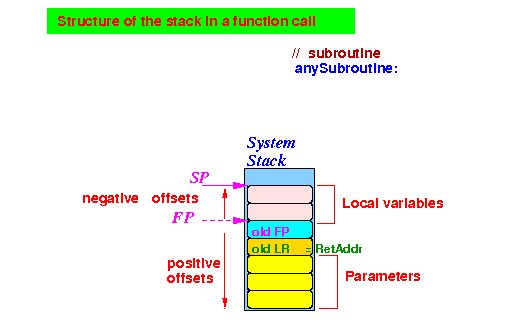 Structure of the stack in a function call
// subroutine
anySubroutine:
System
Stack
SP
negative offsets
Local variables
FP
old FP
old LR = RetAddr
positive
offsets
Parameters